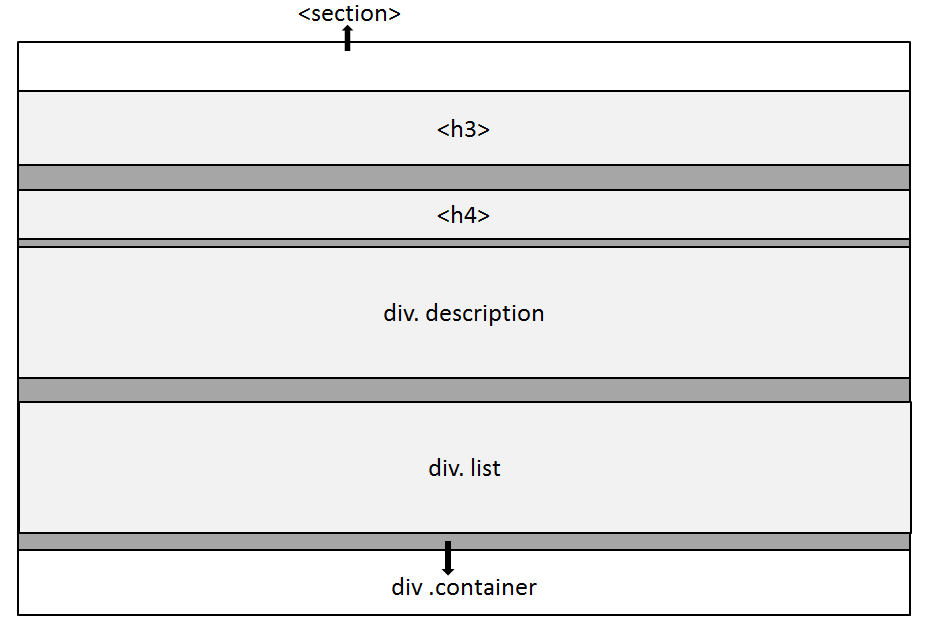 <section>
<h3>
<h4>
div. description
div. list
div .container